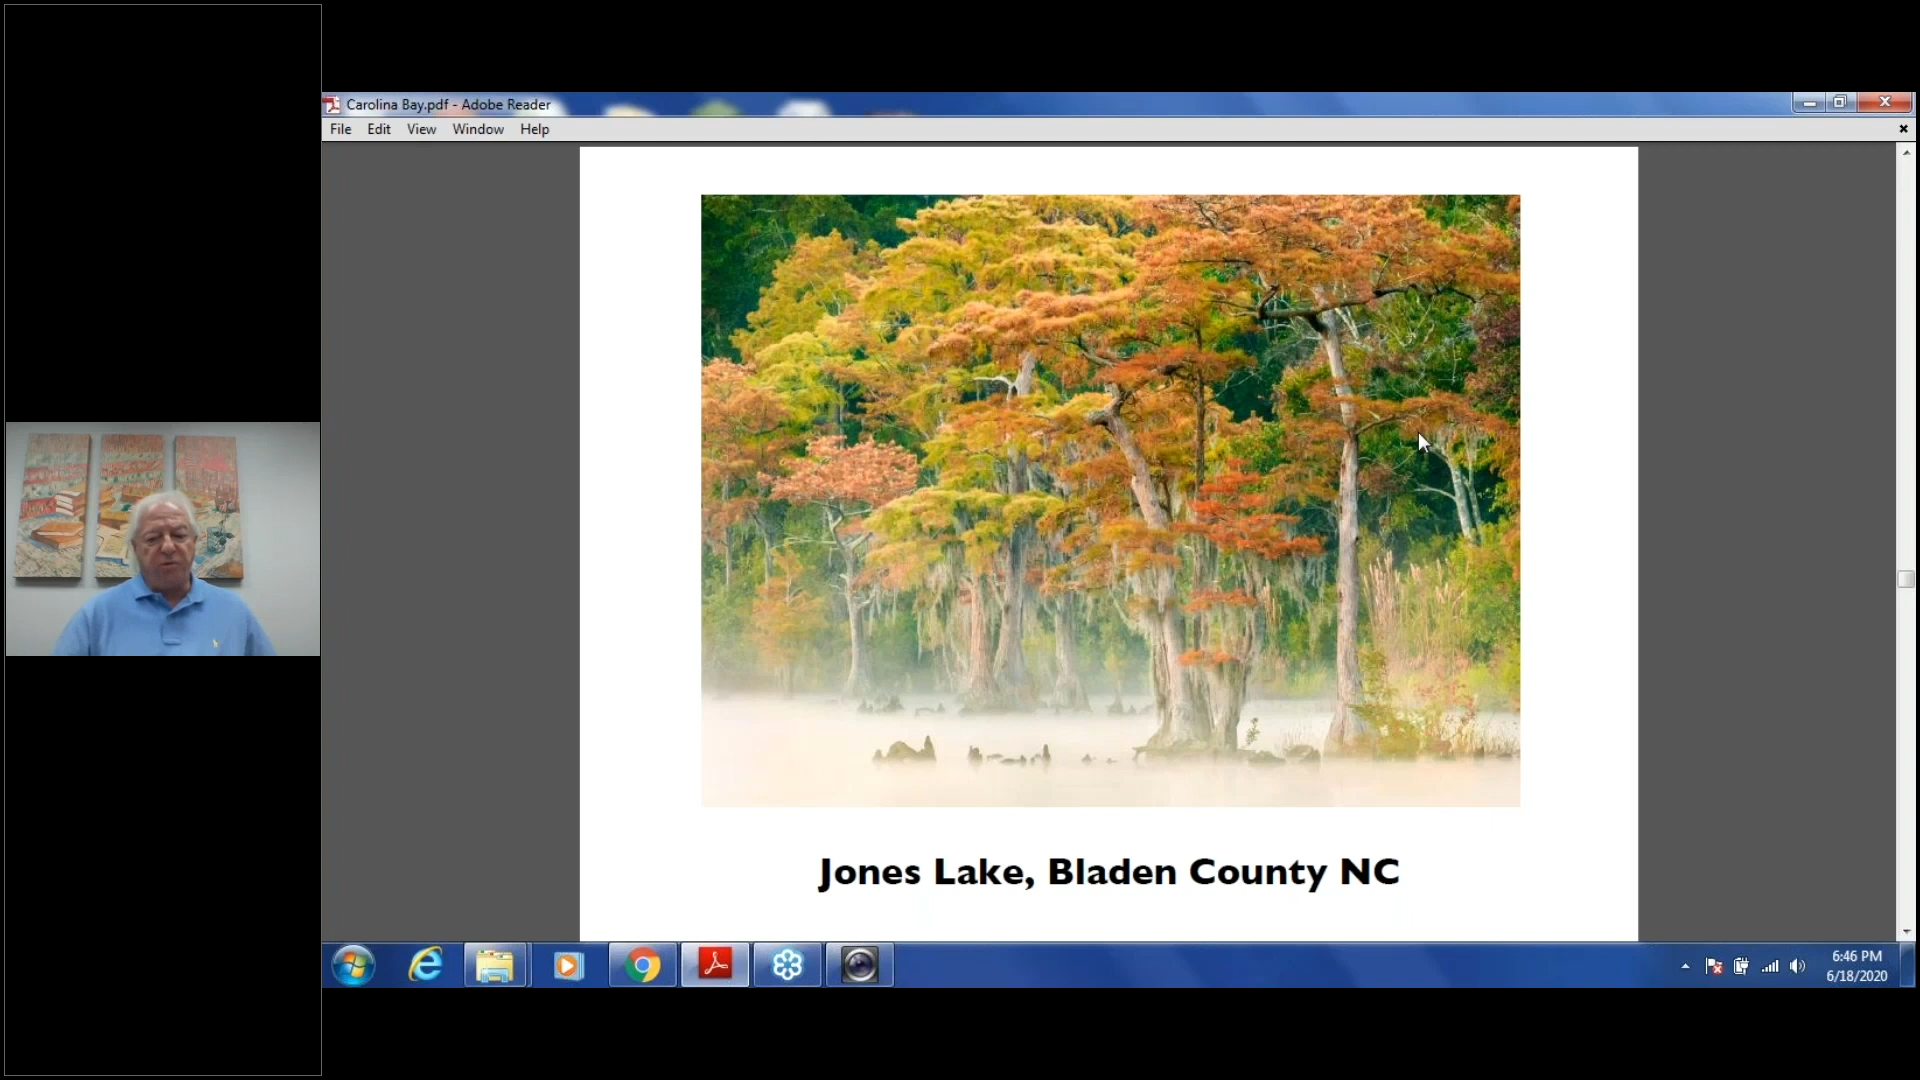 Carolina Bay.pdf - Adobe Reader
File Edit View Window Help
Jones Lake, Bladen County NC
6:46 PM
6/18/2020